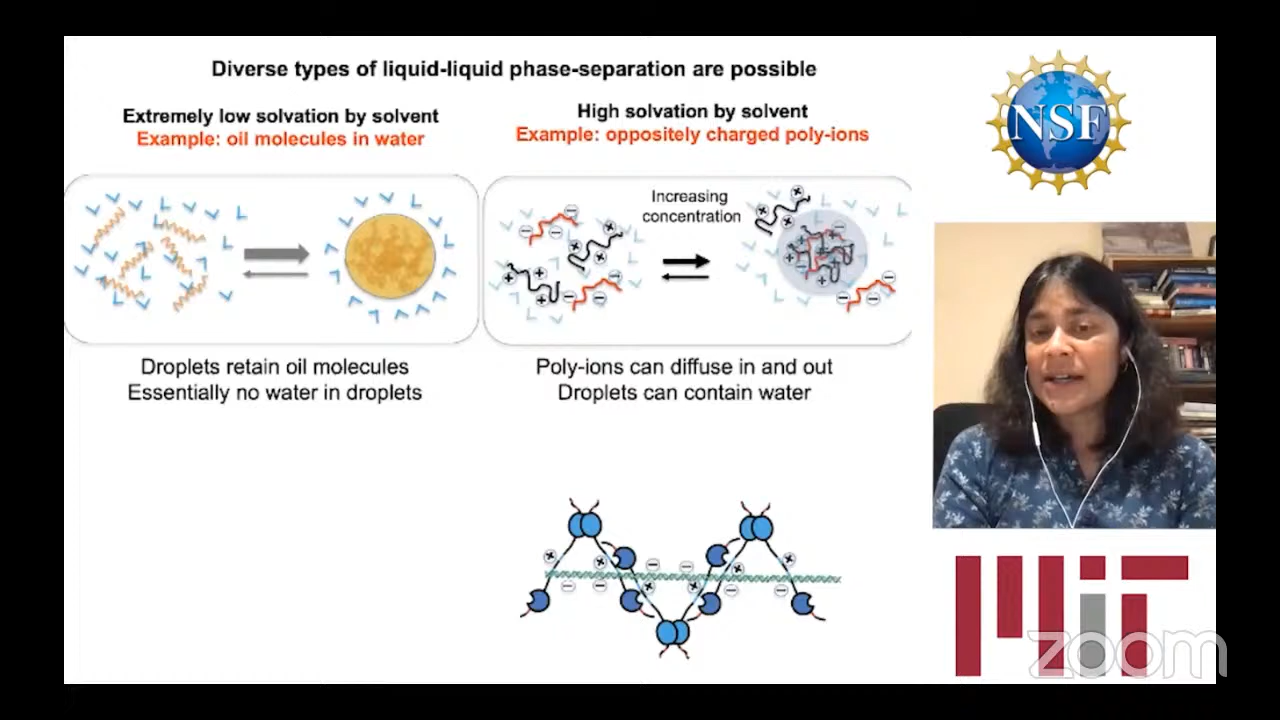 Diverse types of liquid-liquid phase-separation are possible
Extremely low solvation by solvent
Example: oil molecules in water
High solvation by solvent
Example: oppositely charged poly-ions
Increasing
concentration
Droplets retain oil molecules
Essentially no water in droplets
Poly-ions can diffuse in and out
Droplets can contain water
NSF
MIT
zoom